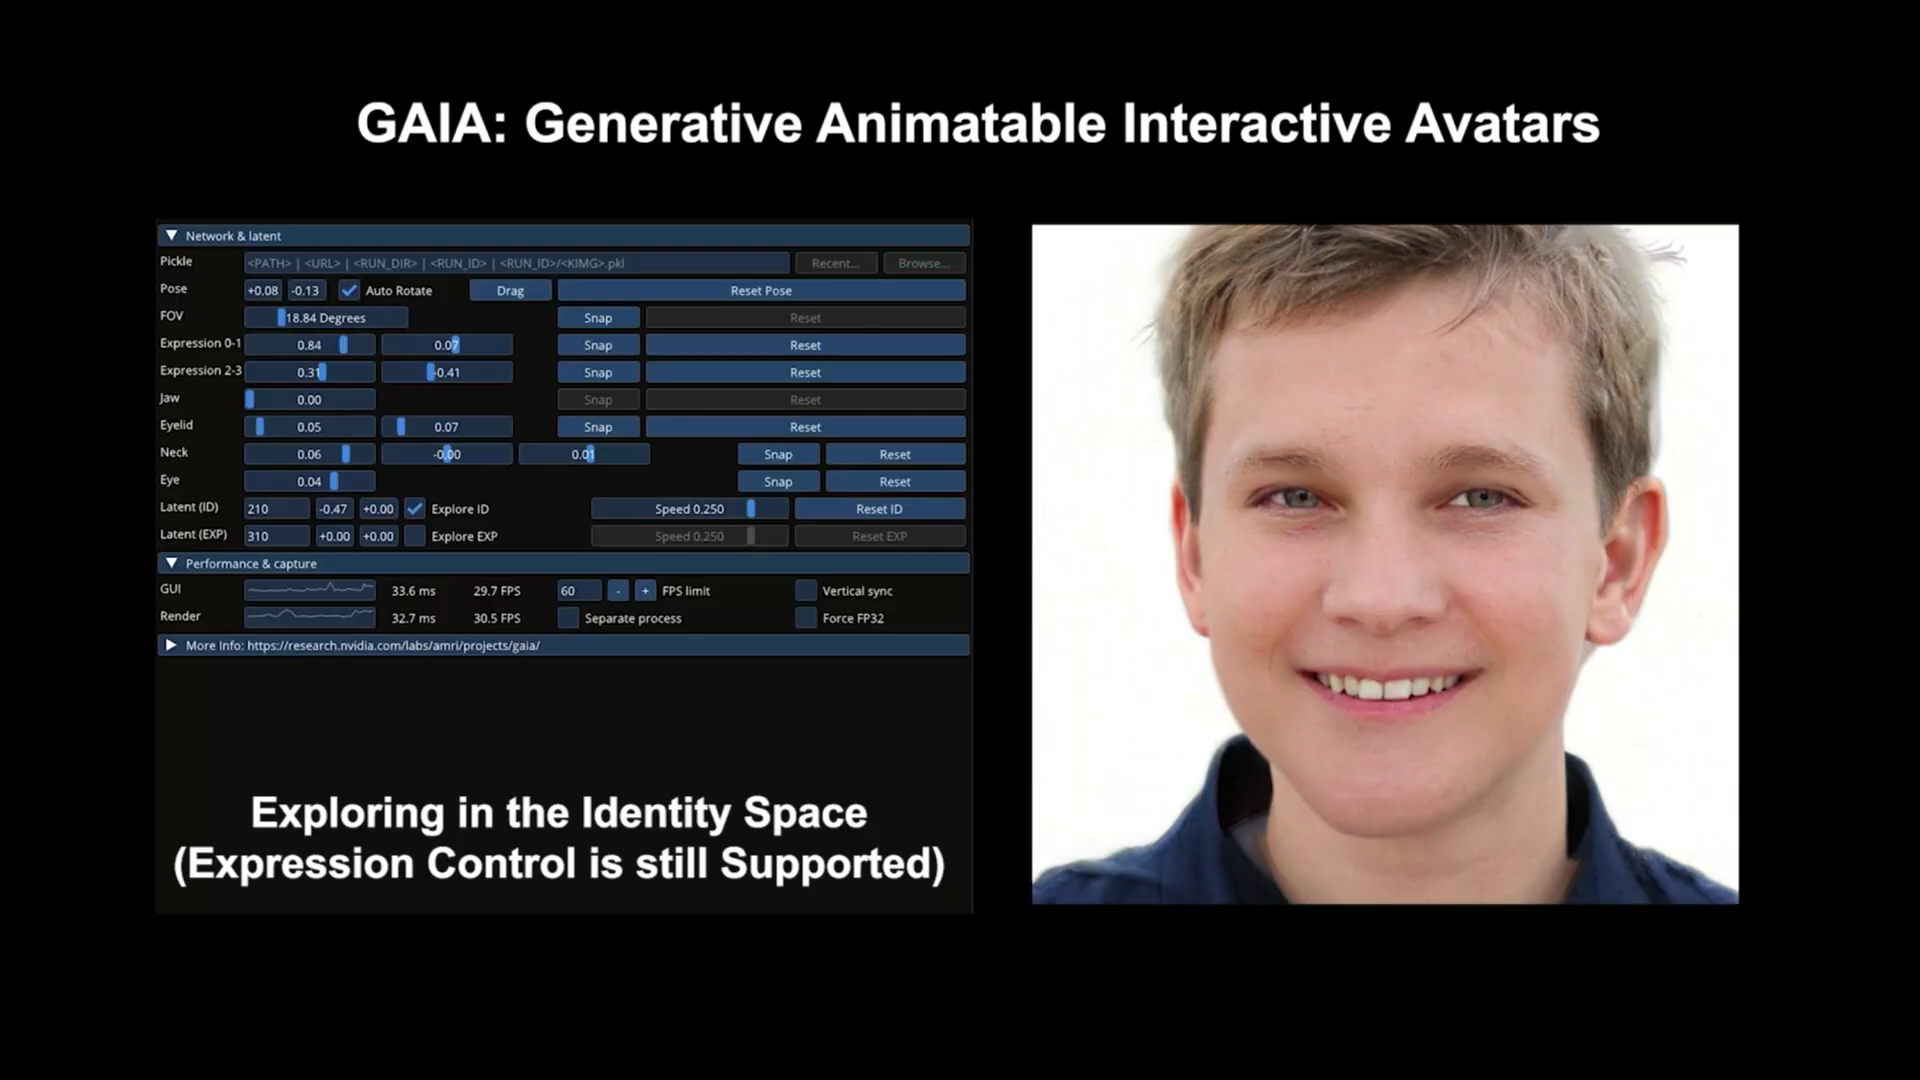 GAIA: Generative Animatable Interactive Avatars
Network & latent
Pickle <PATH> | <URL> | <RUN_DIR> | <RUN_ID> | <RUN_ID>/<KIMG>.pkl Recent... Browse...
Pose +0.08 -0.13 Auto Rotate Drag Reset Pose
FOV 18.84 Degrees Snap Reset
Expression 0-1 0.84 0.07 Snap Reset
Expression 2-3 0.31 -0.41 Snap Reset
Jaw 0.00 Snap Reset
Eyelid 0.05 0.07 Snap Reset
Neck 0.06 -0.00 0.01 Snap Reset
Eye 0.04 Snap Reset
Latent (ID) 210 -0.47 +0.00 Explore ID Speed 0.250 Reset ID
Latent (EXP) 310 +0.00 +0.00 Explore EXP Speed 0.250 Reset EXP
Performance & capture
GUI 33.6 ms 29.7 FPS 60 - + FPS limit Vertical sync
Render 32.7 ms 30.5 FPS Separate process Force FP32
More Info: https://research.nvidia.com/labs/amri/projects/gaia/
Exploring in the Identity Space
(Expression Control is still Supported)